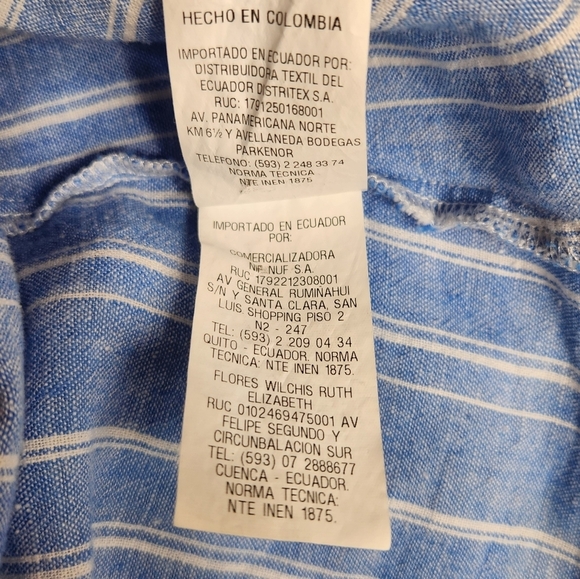 HECHO EN COLOMBIA
IMPORTADO EN ECUADOR POR:
DISTRIBUIDORA TEXTIL DEL
ECUADOR DISTRITEX S.A.
RUC: 1791250168001
AV. PANAMERICANA NORTE
KM 6½ Y AVELLANEDA BODEGAS
PARKENOR
TELEFONO: (593) 2 248 33 74
NORMA TECNICA
NTE INEN 1875
IMPORTADO EN ECUADOR
POR:
COMERCIALIZADORA
NIF NUF S.A.
RUC 1792212308001
AV GENERAL RUMINAHUI
S/N Y SANTA CLARA, SAN
LUIS SHOPPING PISO 2
N2 - 247
TEL: (593) 2 209 04 34
QUITO - ECUADOR. NORMA
TECNICA: NTE INEN 1875.
FLORES WILCHIS RUTH
ELIZABETH
RUC 0102469475001 AV
FELIPE SEGUNDO Y
CIRCUNBALACION SUR
TEL: (593) 07 2888677
CUENCA - ECUADOR.
NORMA TECNICA:
NTE INEN 1875.